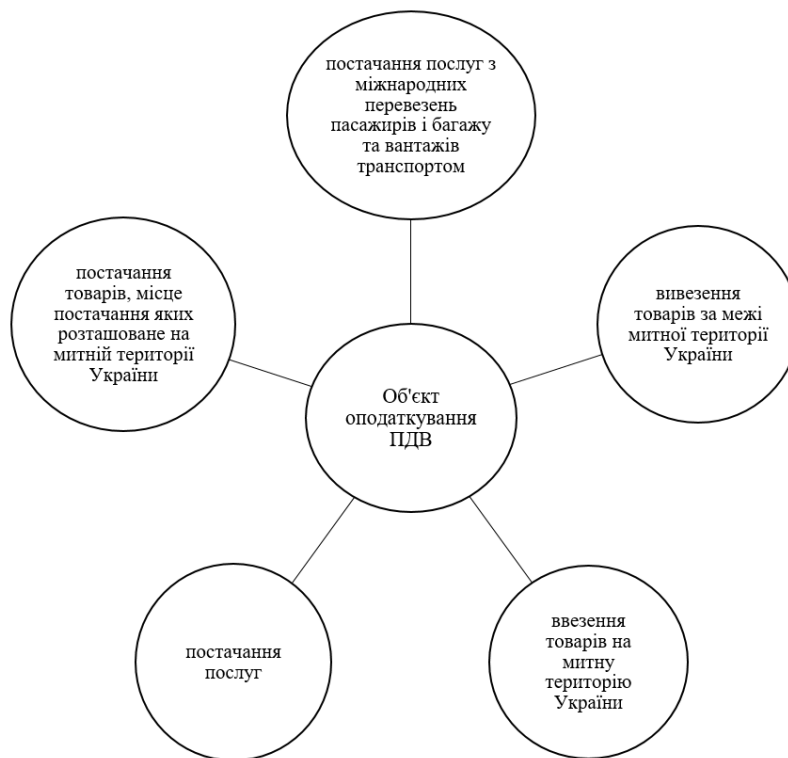 постачання послуг з
міжнародних
перевезень
пасажирів і багажу
та вантажів
транспортом
постачання
товарів, місце
постачання яких
розташоване на
митній території
України
вивезення
товарів за межі
митної території
України
Об'єкт
оподаткування
ПДВ
постачання
послуг
ввезення
товарів на
митну
територію
України